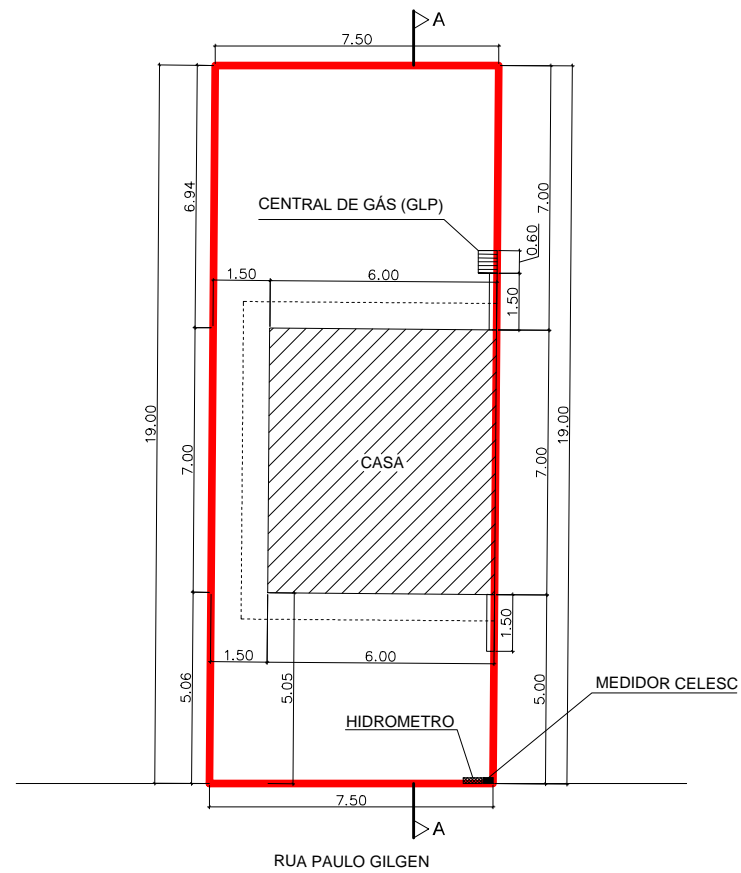 A
7.50
CENTRAL DE GÁS (GLP)
6.94
7.00
0.60
1.50
6.00
1.50
19.00
7.00
CASA
7.00
19.00
1.50
1.50
6.00
5.06
5.05
5.00
MEDIDOR CELESC
HIDROMETRO
7.50
A
RUA PAULO GILGEN